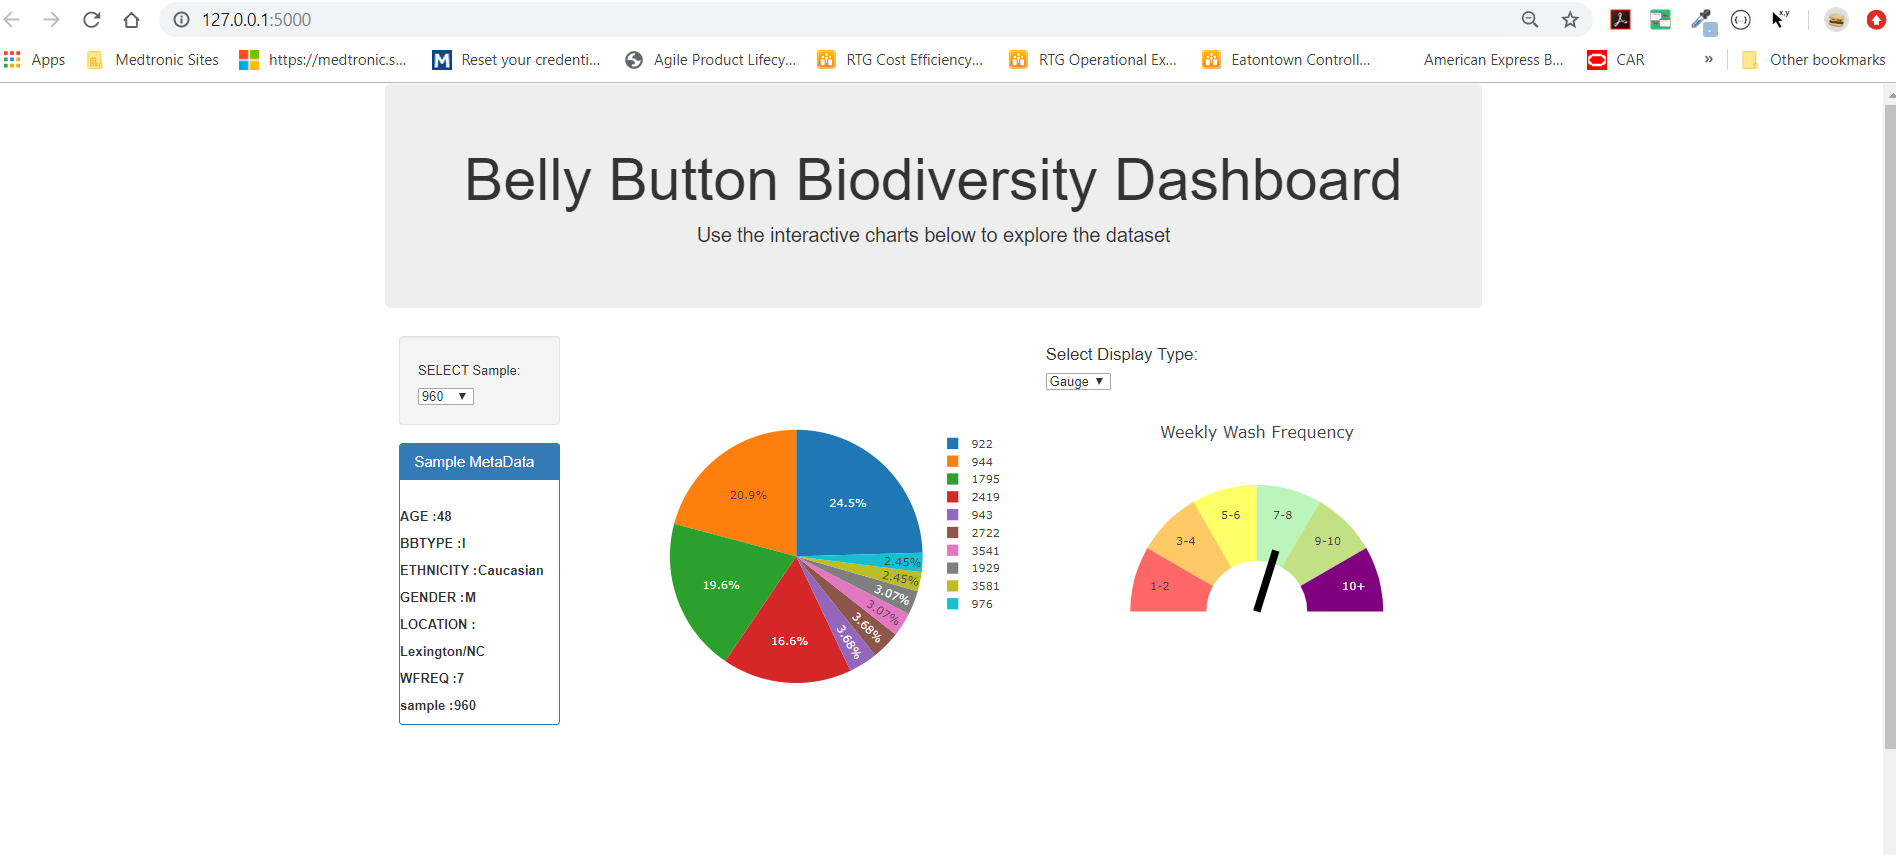 127.0.0.1:5000
Apps
Medtronic Sites
https://medtronic.s...
Reset your credenti...
Agile Product Lifecy...
RTG Cost Efficiency...
RTG Operational Ex...
Eatontown Controll...
American Express B...
CAR
»
Other bookmarks
Belly Button Biodiversity Dashboard
Use the interactive charts below to explore the dataset
SELECT Sample:
960
Sample MetaData
AGE :48
BBTYPE :I
ETHNICITY :Caucasian
GENDER :M
LOCATION :
Lexington/NC
WFREQ :7
sample :960
24.5%
20.9%
19.6%
16.6%
3.68%
3.68%
3.07%
3.07%
2.45%
2.45%
922
944
1795
2419
943
2722
3541
1929
3581
976
Select Display Type:
Gauge
Weekly Wash Frequency
1-2
3-4
5-6
7-8
9-10
10+